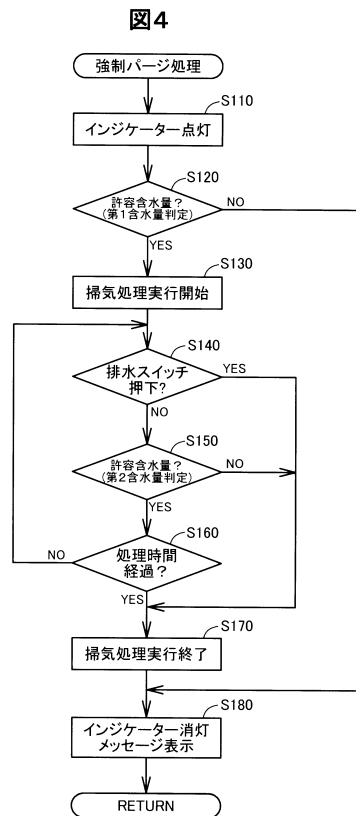 図4
強制パージ処理
S110
インジケーター点灯
S120
許容含水量?
(第1含水量判定)
NO
YES
S130
掃気処理実行開始
S140
排水スイッチ
押下?
YES
NO
S150
許容含水量?
(第2含水量判定)
NO
YES
S160
処理時間
経過?
NO
YES
S170
掃気処理実行終了
S180
インジケーター消灯
メッセージ表示
RETURN